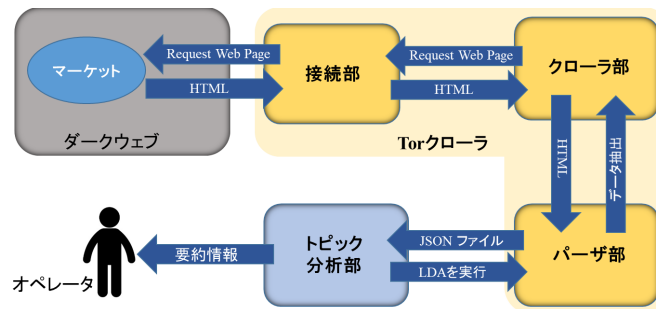 Request Web Page
マーケット
HTML
ダークウェブ
接続部
Request Web Page
HTML
クローラ部
Torクローラ
HTML
データ抽出
オペレータ
要約情報
トピック
分析部
JSON ファイル
LDAを実行
パーザ部